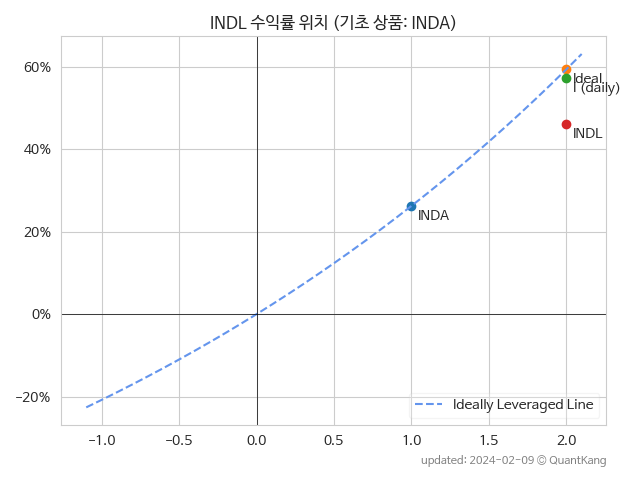 INDL 수익률 위치 (기초 상품: INDA)
60%
40%
20%
0%
−20%
Ideal
I (daily)
INDL
INDA
Ideally Leveraged Line
−1.0 −0.5 0.0 0.5 1.0 1.5 2.0
updated: 2024-02-09 © QuantKang